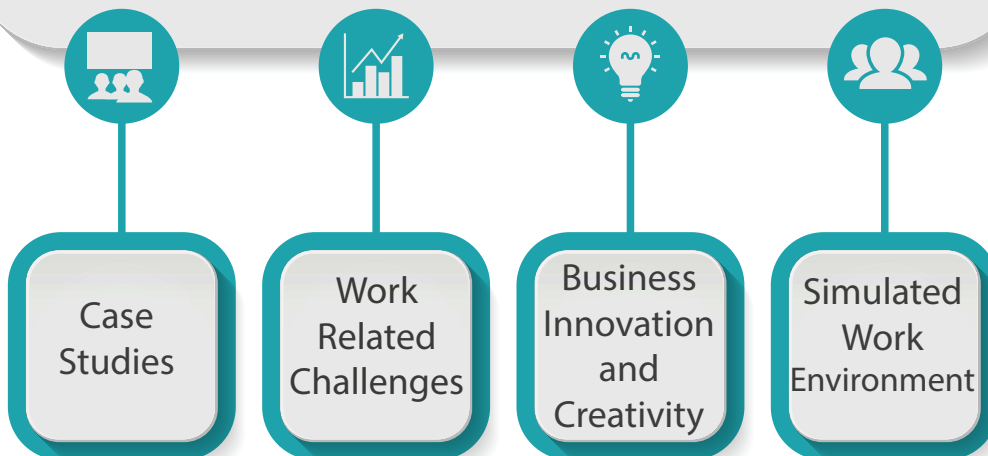 Case
Studies
Work
Related
Challenges
Business
Innovation
and
Creativity
Simulated
Work
Environment